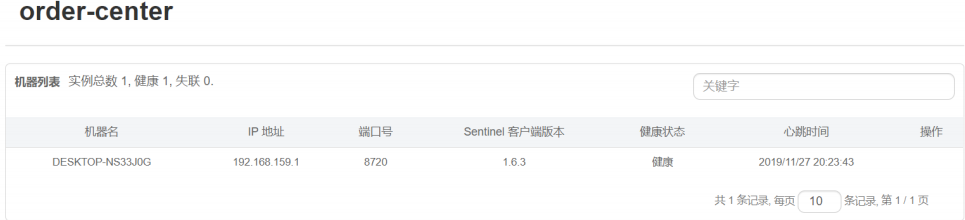 order-center
机器列表 实例总数 1, 健康 1, 失联 0.
关键字
机器名 IP 地址 端口号 Sentinel 客户端版本 健康状态 心跳时间 操作
DESKTOP-NS33J0G 192.168.159.1 8720 1.6.3 健康 2019/11/27 20:23:43
共 1 条记录, 每页 10 条记录, 第 1 / 1 页